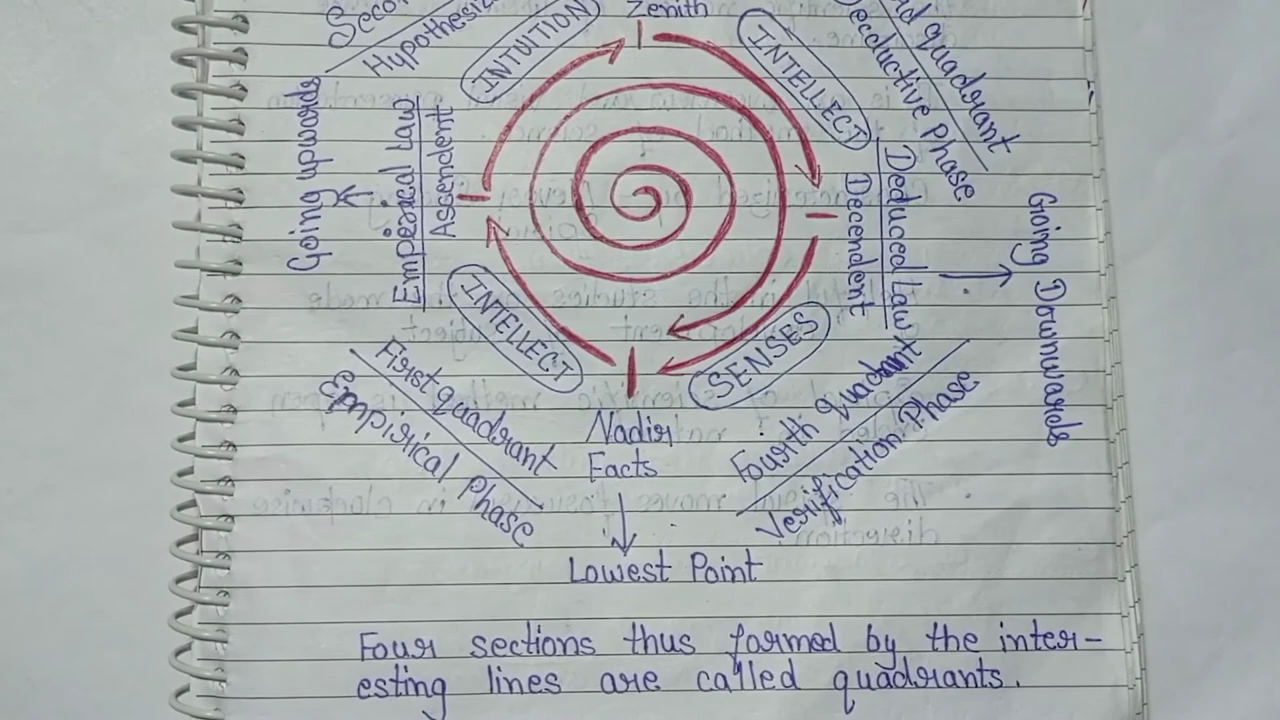 Zenith
Hypothesiz
INTUITION
INTELLECT
quadrant
Deductive Phase
Going upwards
Empirical Law
Ascendent
Deduced Law
Decendent
Going Downwards
INTELLECT
SENSES
First quadrant
Empirical Phase
Nadir
Facts
Fourth Quadrant
Verification Phase
Lowest Point
Four sections thus formed by the inter-
esting lines are called quadrants.